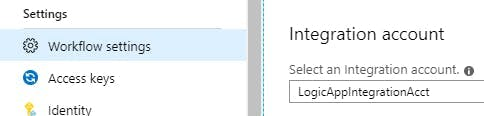 Settings
Workflow settings
Access keys
Identity
Integration account
Select an Integration account.
LogicAppIntegrationAcct